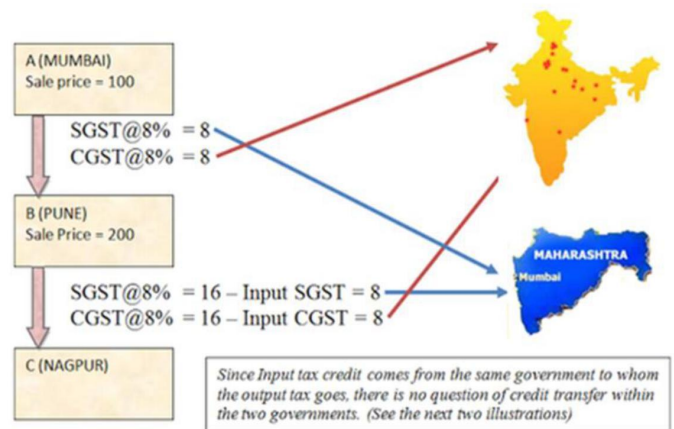 A (MUMBAI)
Sale price = 100
SGST@8% = 8
CGST@8% = 8
B (PUNE)
Sale Price = 200
MAHARASHTRA
Mumbai
SGST@8% = 16 – Input SGST = 8
CGST@8% = 16 – Input CGST = 8
C (NAGPUR)
Since Input tax credit comes from the same government to whom
the output tax goes, there is no question of credit transfer within
the two governments. (See the next two illustrations)